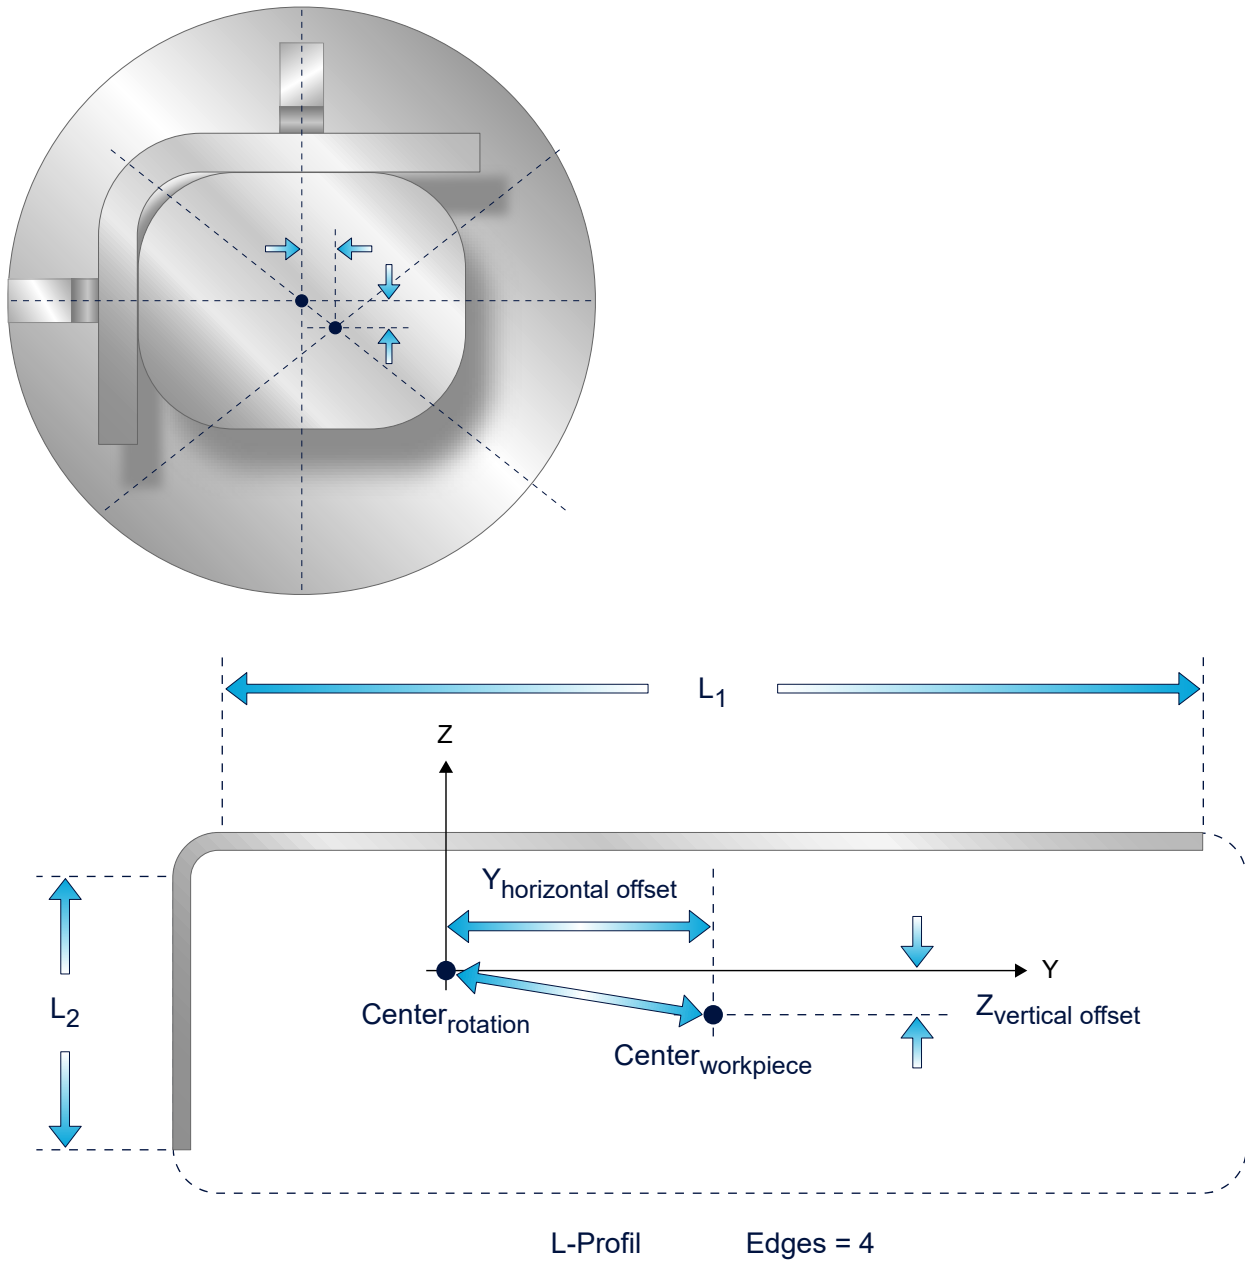 L1
Z
Yhorizontal offset
Y
L2
Centerrotation
Zvertical offset
Centerworkpiece
L-Profil Edges = 4